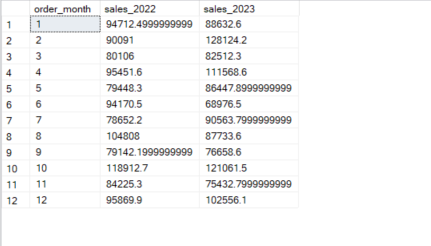 order_month sales_2022 sales_2023
1 1 94712.4999999999 88632.6
2 2 90091 128124.2
3 3 80106 82512.3
4 4 95451.6 111568.6
5 5 79448.3 86447.8999999999
6 6 94170.5 68976.5
7 7 78652.2 90563.7999999999
8 8 104808 87733.6
9 9 79142.1999999999 76658.6
10 10 118912.7 121061.5
11 11 84225.3 75432.7999999999
12 12 95869.9 102556.1